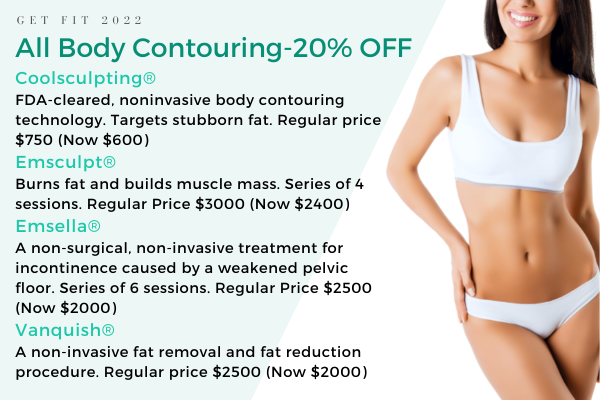 GET FIT 2022
All Body Contouring-20% OFF
Coolsculpting®
FDA-cleared, noninvasive body contouring
technology. Targets stubborn fat. Regular price
$750 (Now $600)
Emsculpt®
Burns fat and builds muscle mass. Series of 4
sessions. Regular Price $3000 (Now $2400)
Emsella®
A non-surgical, non-invasive treatment for
incontinence caused by a weakened pelvic
floor. Series of 6 sessions. Regular Price $2500
(Now $2000)
Vanquish®
A non-invasive fat removal and fat reduction
procedure. Regular price $2500 (Now $2000)